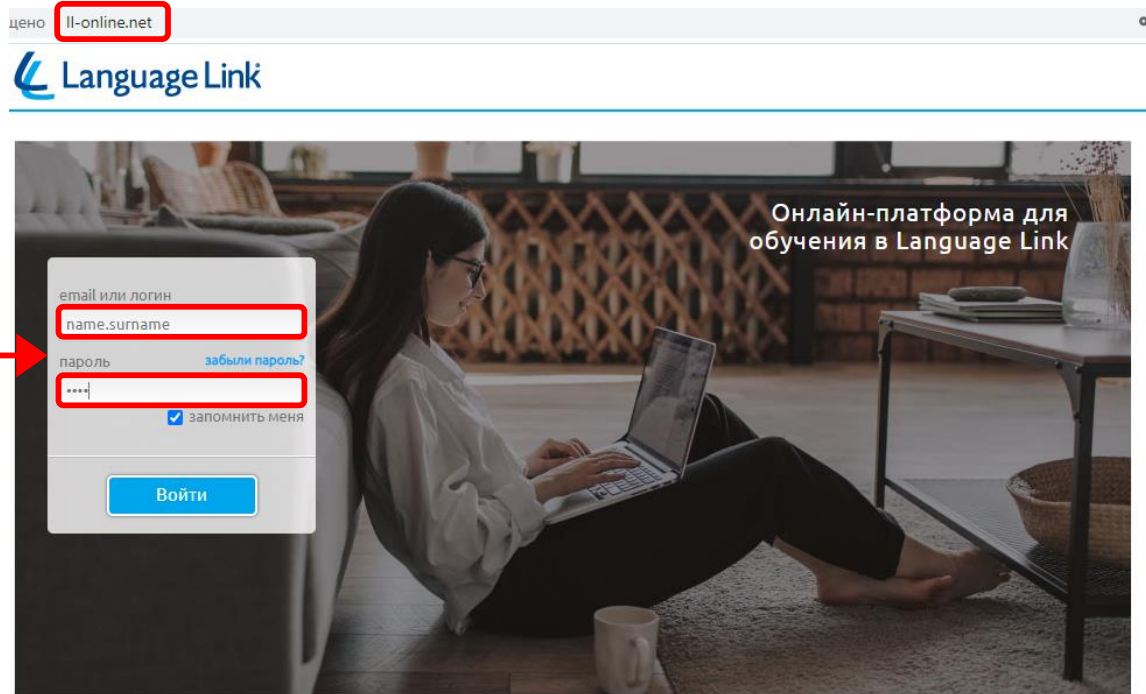 щено ll-online.net
Language Link
Онлайн-платформа для
обучения в Language Link
email или логин
name.surname
пароль забыли пароль?
••••
запомнить меня
Войти